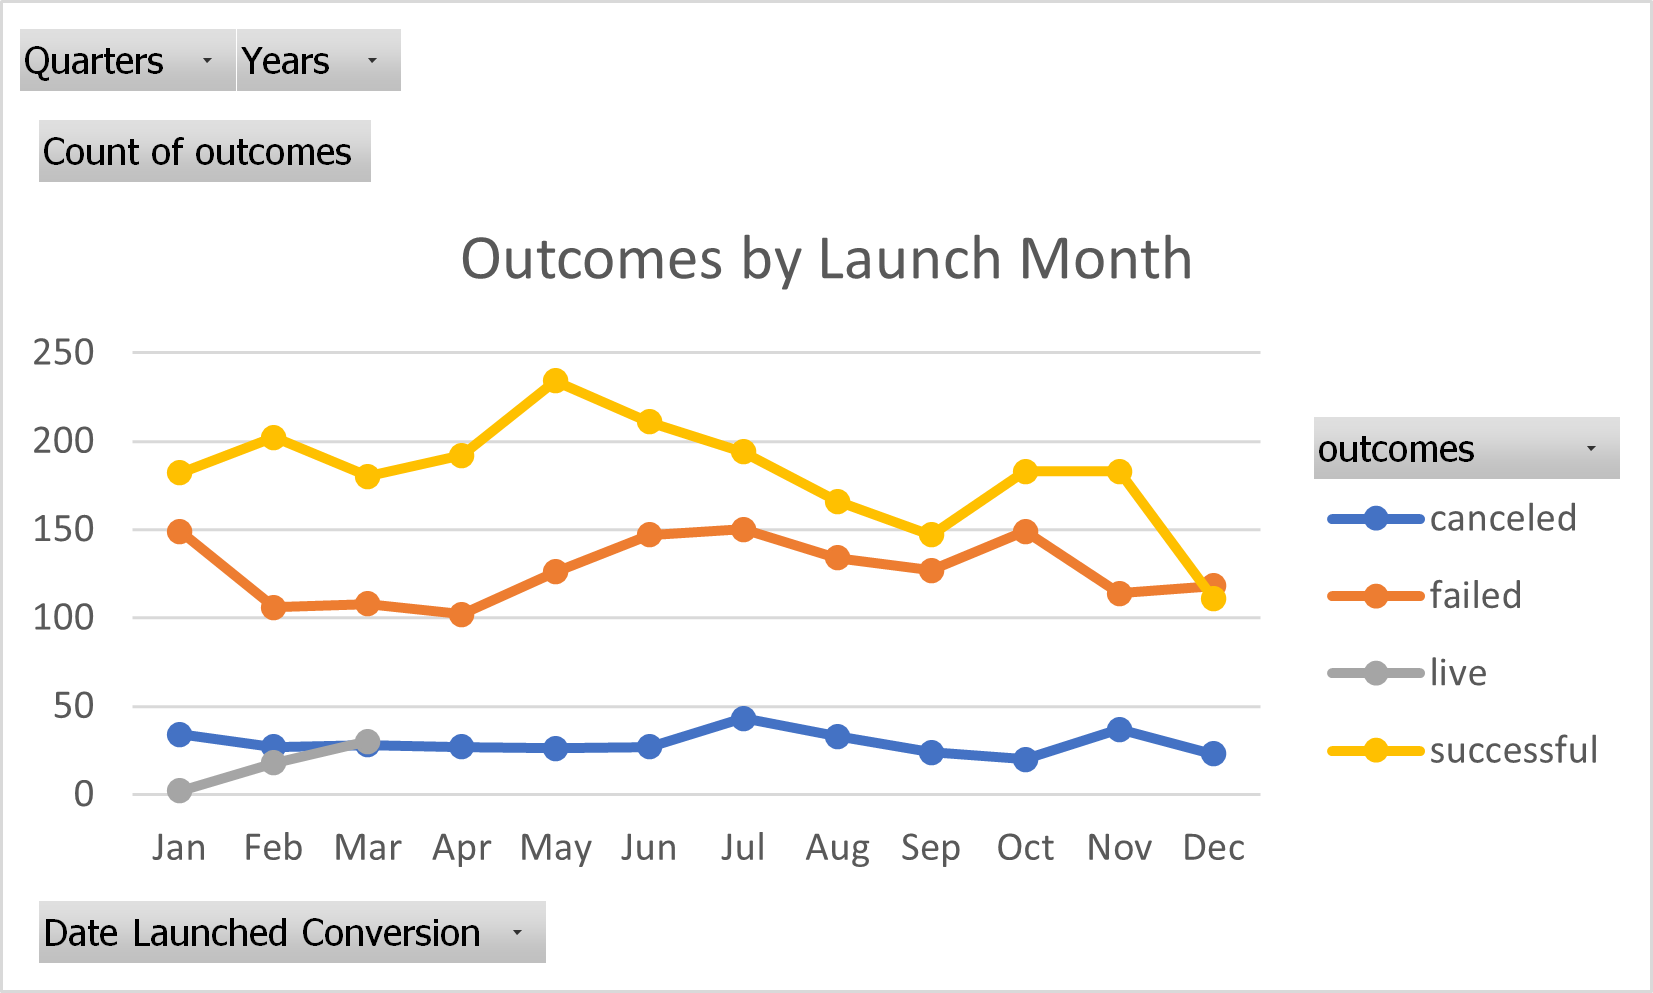 Quarters Years
Count of outcomes
Outcomes by Launch Month
250
200
150
100
50
0
Jan Feb Mar Apr May Jun Jul Aug Sep Oct Nov Dec
outcomes
canceled
failed
live
successful
Date Launched Conversion